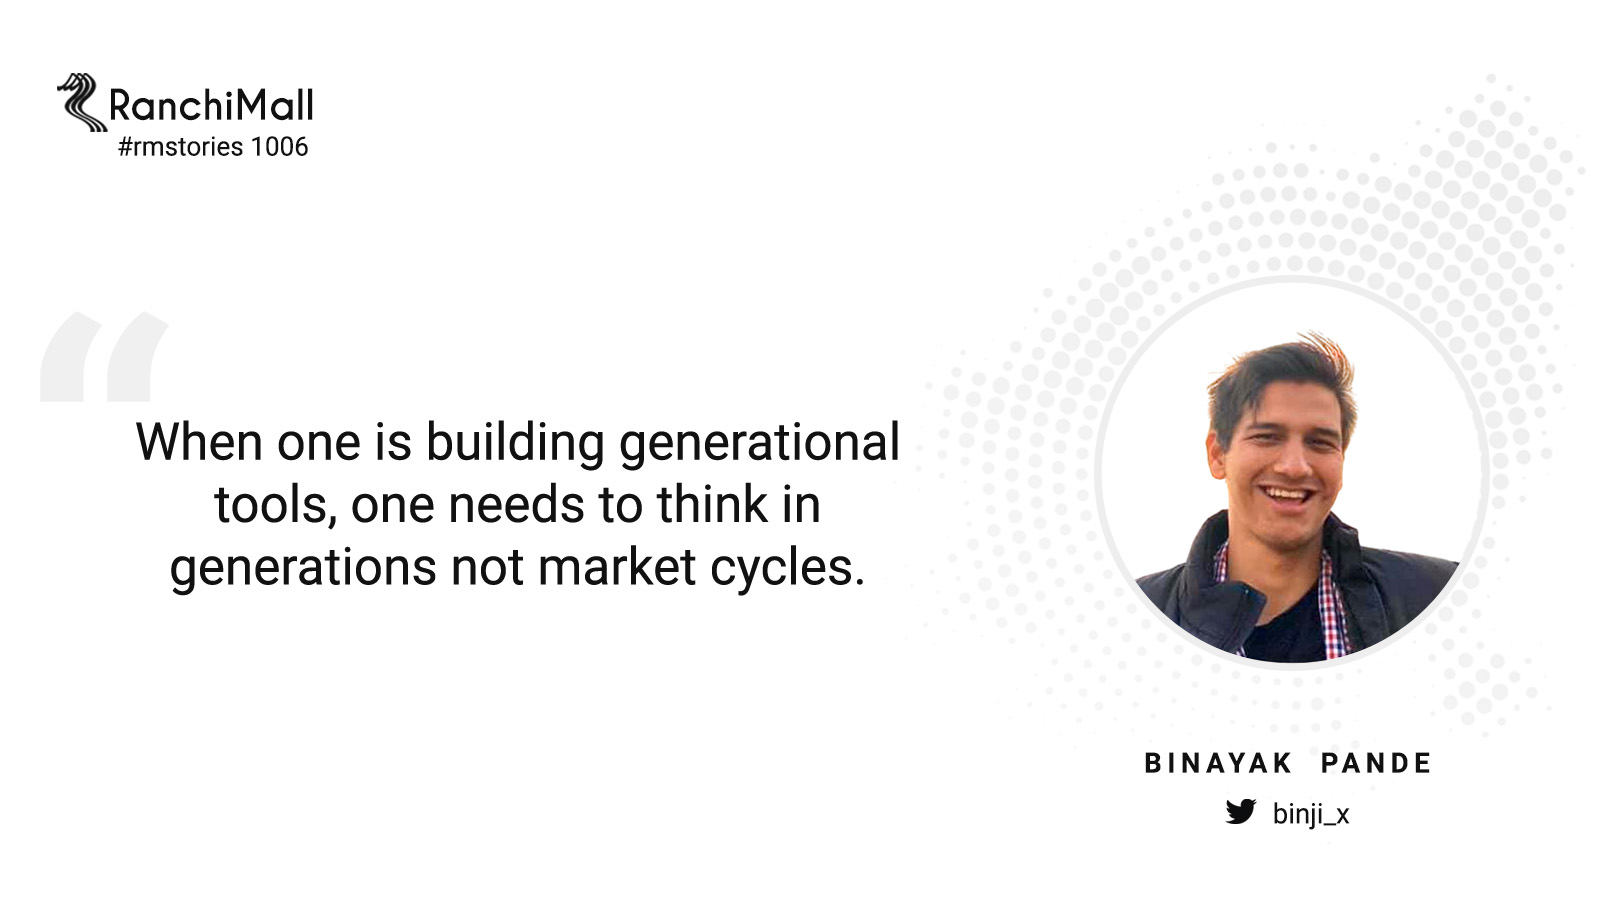 RanchiMall
#rmstories 1006
“
When one is building generational
tools, one needs to think in
generations not market cycles.
BINAYAK PANDE
binji_x